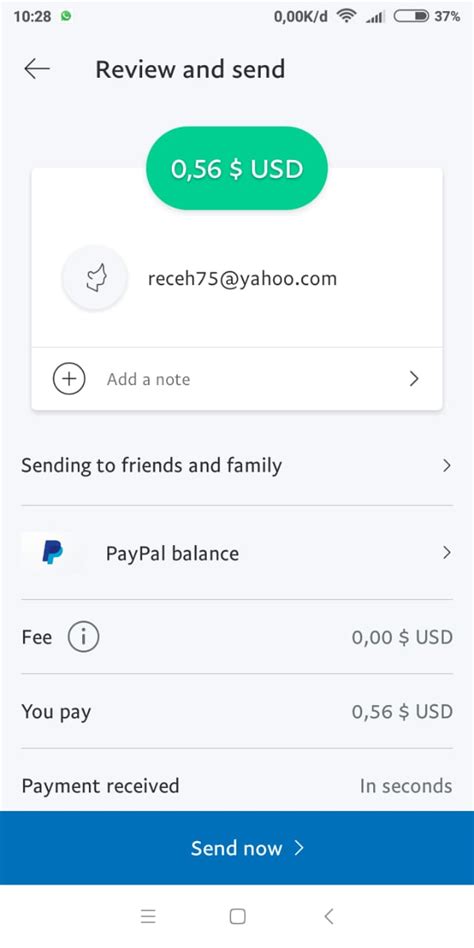 10:28 0,00K/d 37%
Review and send
0,56 $ USD
receh75@yahoo.com
Add a note
Sending to friends and family
PayPal balance
Fee 0,00 $ USD
You pay 0,56 $ USD
Payment received In seconds
Send now